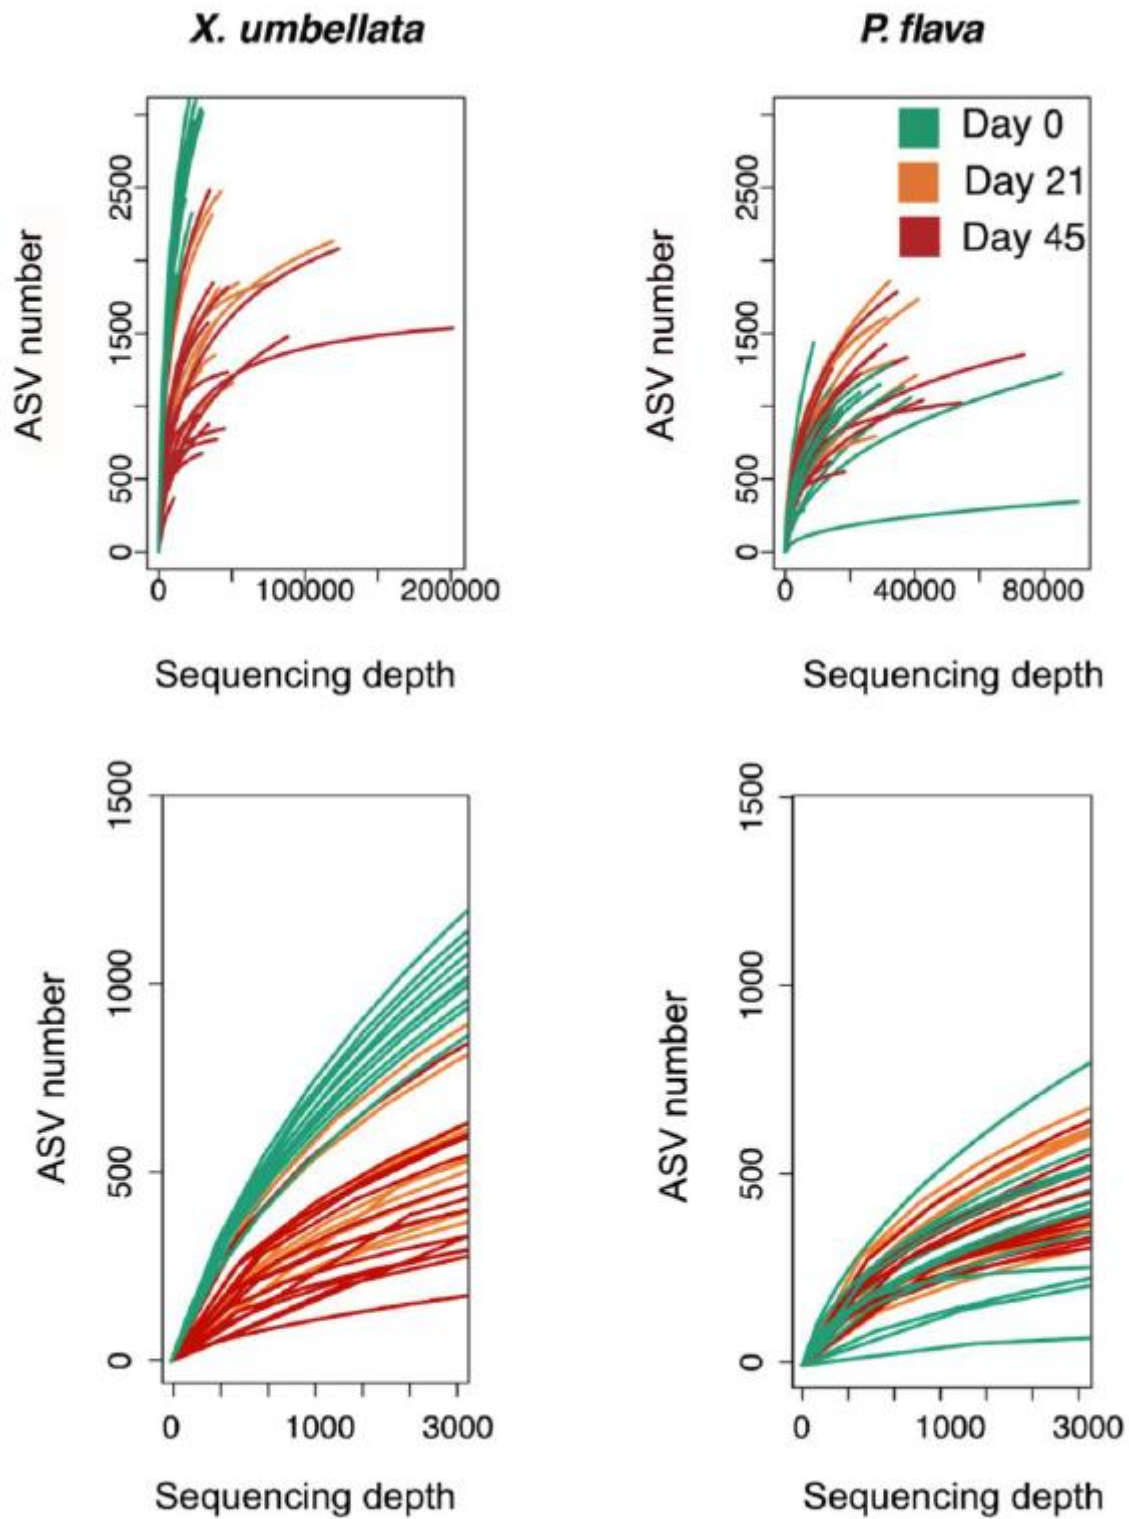 X. umbellata
P. flava
ASV number
0
500
1500
2500
0
100000
200000
Sequencing depth
ASV number
0
500
1500
2500
Day 0
Day 21
Day 45
0
40000
80000
Sequencing depth
ASV number
0
500
1000
1500
0
1000
3000
Sequencing depth
ASV number
0
500
1000
1500
0
1000
3000
Sequencing depth